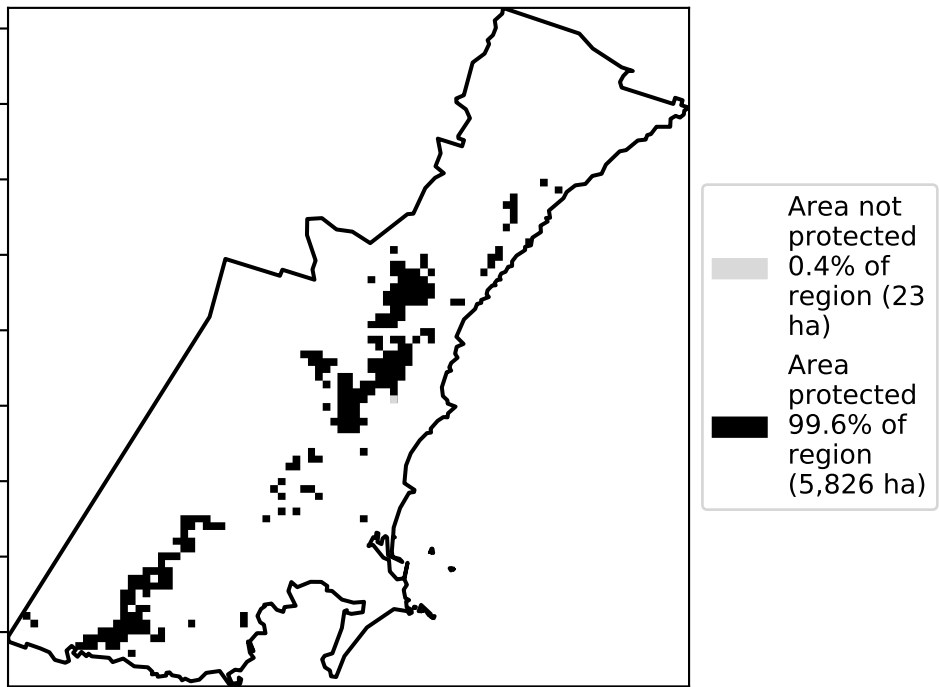 Area not
protected
0.4% of
region (23
ha)
Area
protected
99.6% of
region
(5,826 ha)